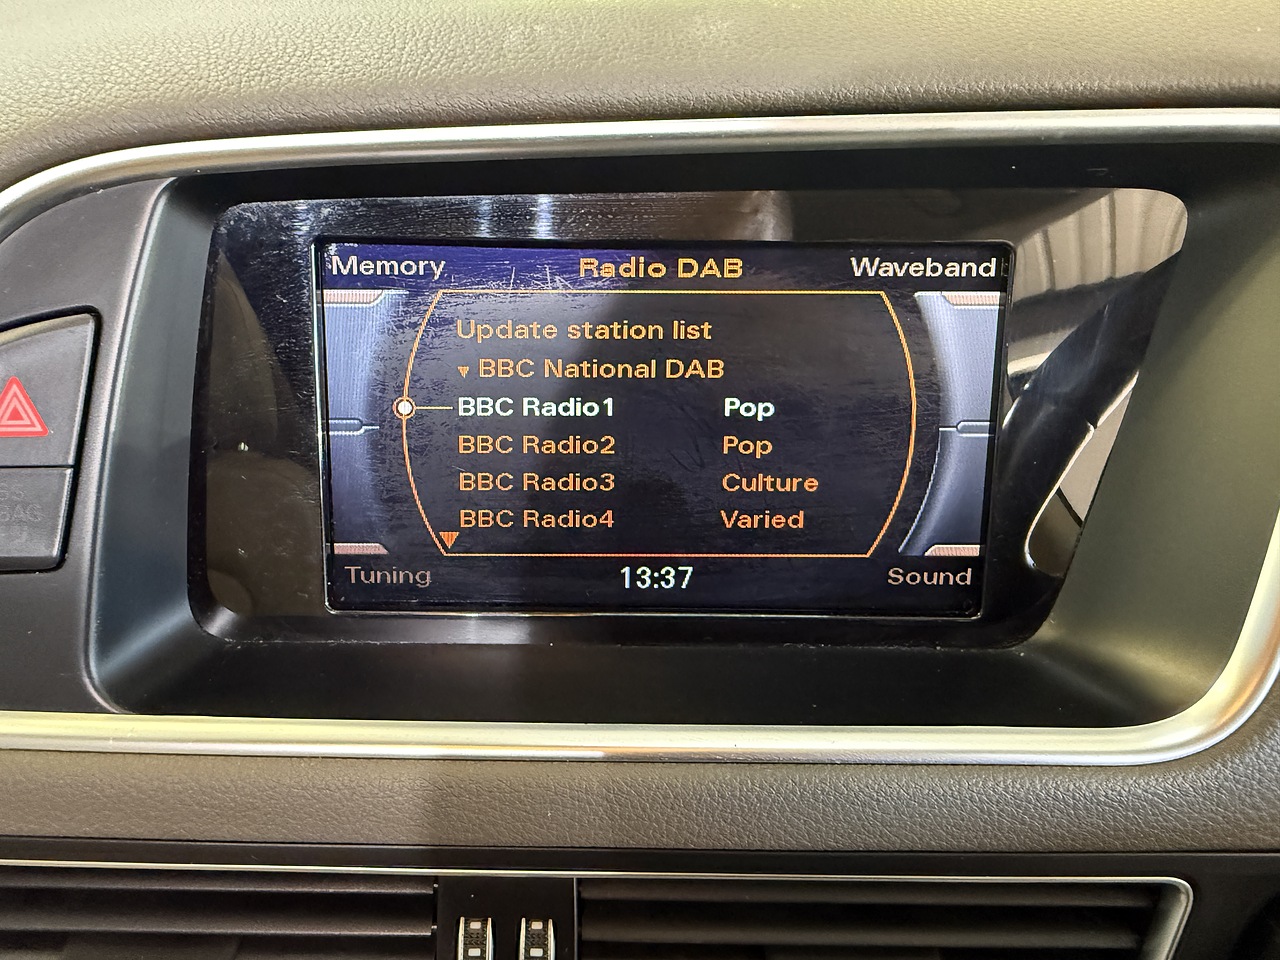 Memory Radio DAB Waveband
Update station list
BBC National DAB
BBC Radio1 Pop
BBC Radio2 Pop
BBC Radio3 Culture
BBC Radio4 Varied
Tuning 13:37 Sound